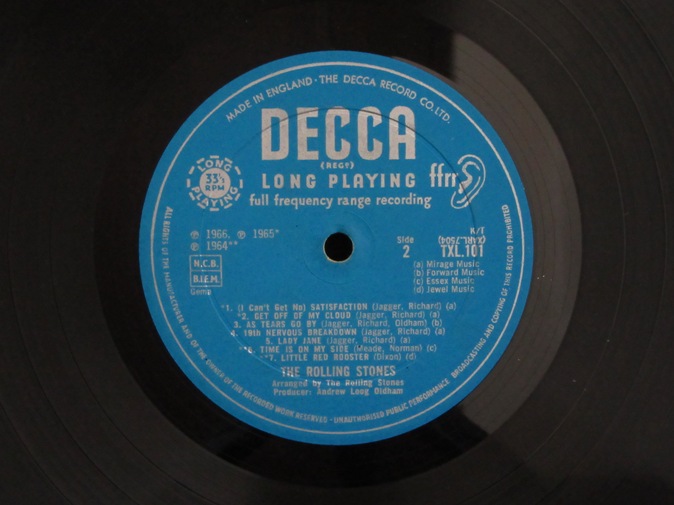 MADE IN ENGLAND · THE DECCA RECORD CO. LTD.
DECCA
(REGD)
LONG PLAYING
ffrr
full frequency range recording
LONG
33⅓
RPM
PLAYING
℗ 1966, ℗ 1965*
℗ 1964**
N.C.B.
B.I.E.M.
Side
2
K/T
(XARL.7504)
TXL.101
(a) Mirage Music
(b) Forward Music
(c) Essex Music
(d) Jewel Music
*1. (I Can't Get No) SATISFACTION (Jagger, Richard) (a)
*2. GET OFF OF MY CLOUD (Jagger, Richard) (a)
3. AS TEARS GO BY (Jagger, Richard, Oldham) (b)
4. 19th NERVOUS BREAKDOWN (Jagger, Richard) (a)
5. LADY JANE (Jagger, Richard) (a)
**6. TIME IS ON MY SIDE (Meade, Norman) (c)
**7. LITTLE RED ROOSTER (Dixon) (d)
THE ROLLING STONES
Arranged by The Rolling Stones
Producer: Andrew Loog Oldham
ALL RIGHTS OF THE MANUFACTURER AND OF THE OWNER OF THE RECORDED WORK RESERVED · UNAUTHORISED PUBLIC PERFORMANCE BROADCASTING AND COPYING OF THIS RECORD PROHIBITED